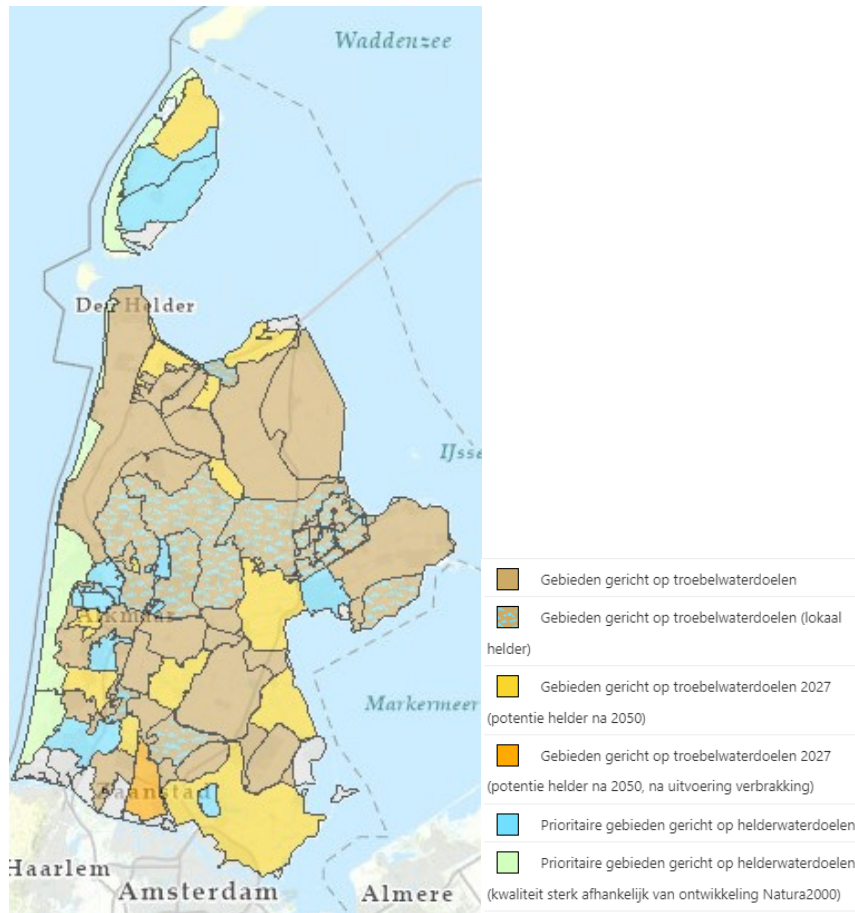 Waddenzee
Den Helder
IJsse
Alkmaar
Markermeer
Zaanstad
Haarlem
Amsterdam
Almere
Gebieden gericht op troebelwaterdoelen
Gebieden gericht op troebelwaterdoelen (lokaal
helder)
Gebieden gericht op troebelwaterdoelen 2027
(potentie helder na 2050)
Gebieden gericht op troebelwaterdoelen 2027
(potentie helder na 2050, na uitvoering verbrakking)
Prioritaire gebieden gericht op helderwaterdoelen
Prioritaire gebieden gericht op helderwaterdoelen
(kwaliteit sterk afhankelijk van ontwikkeling Natura2000)